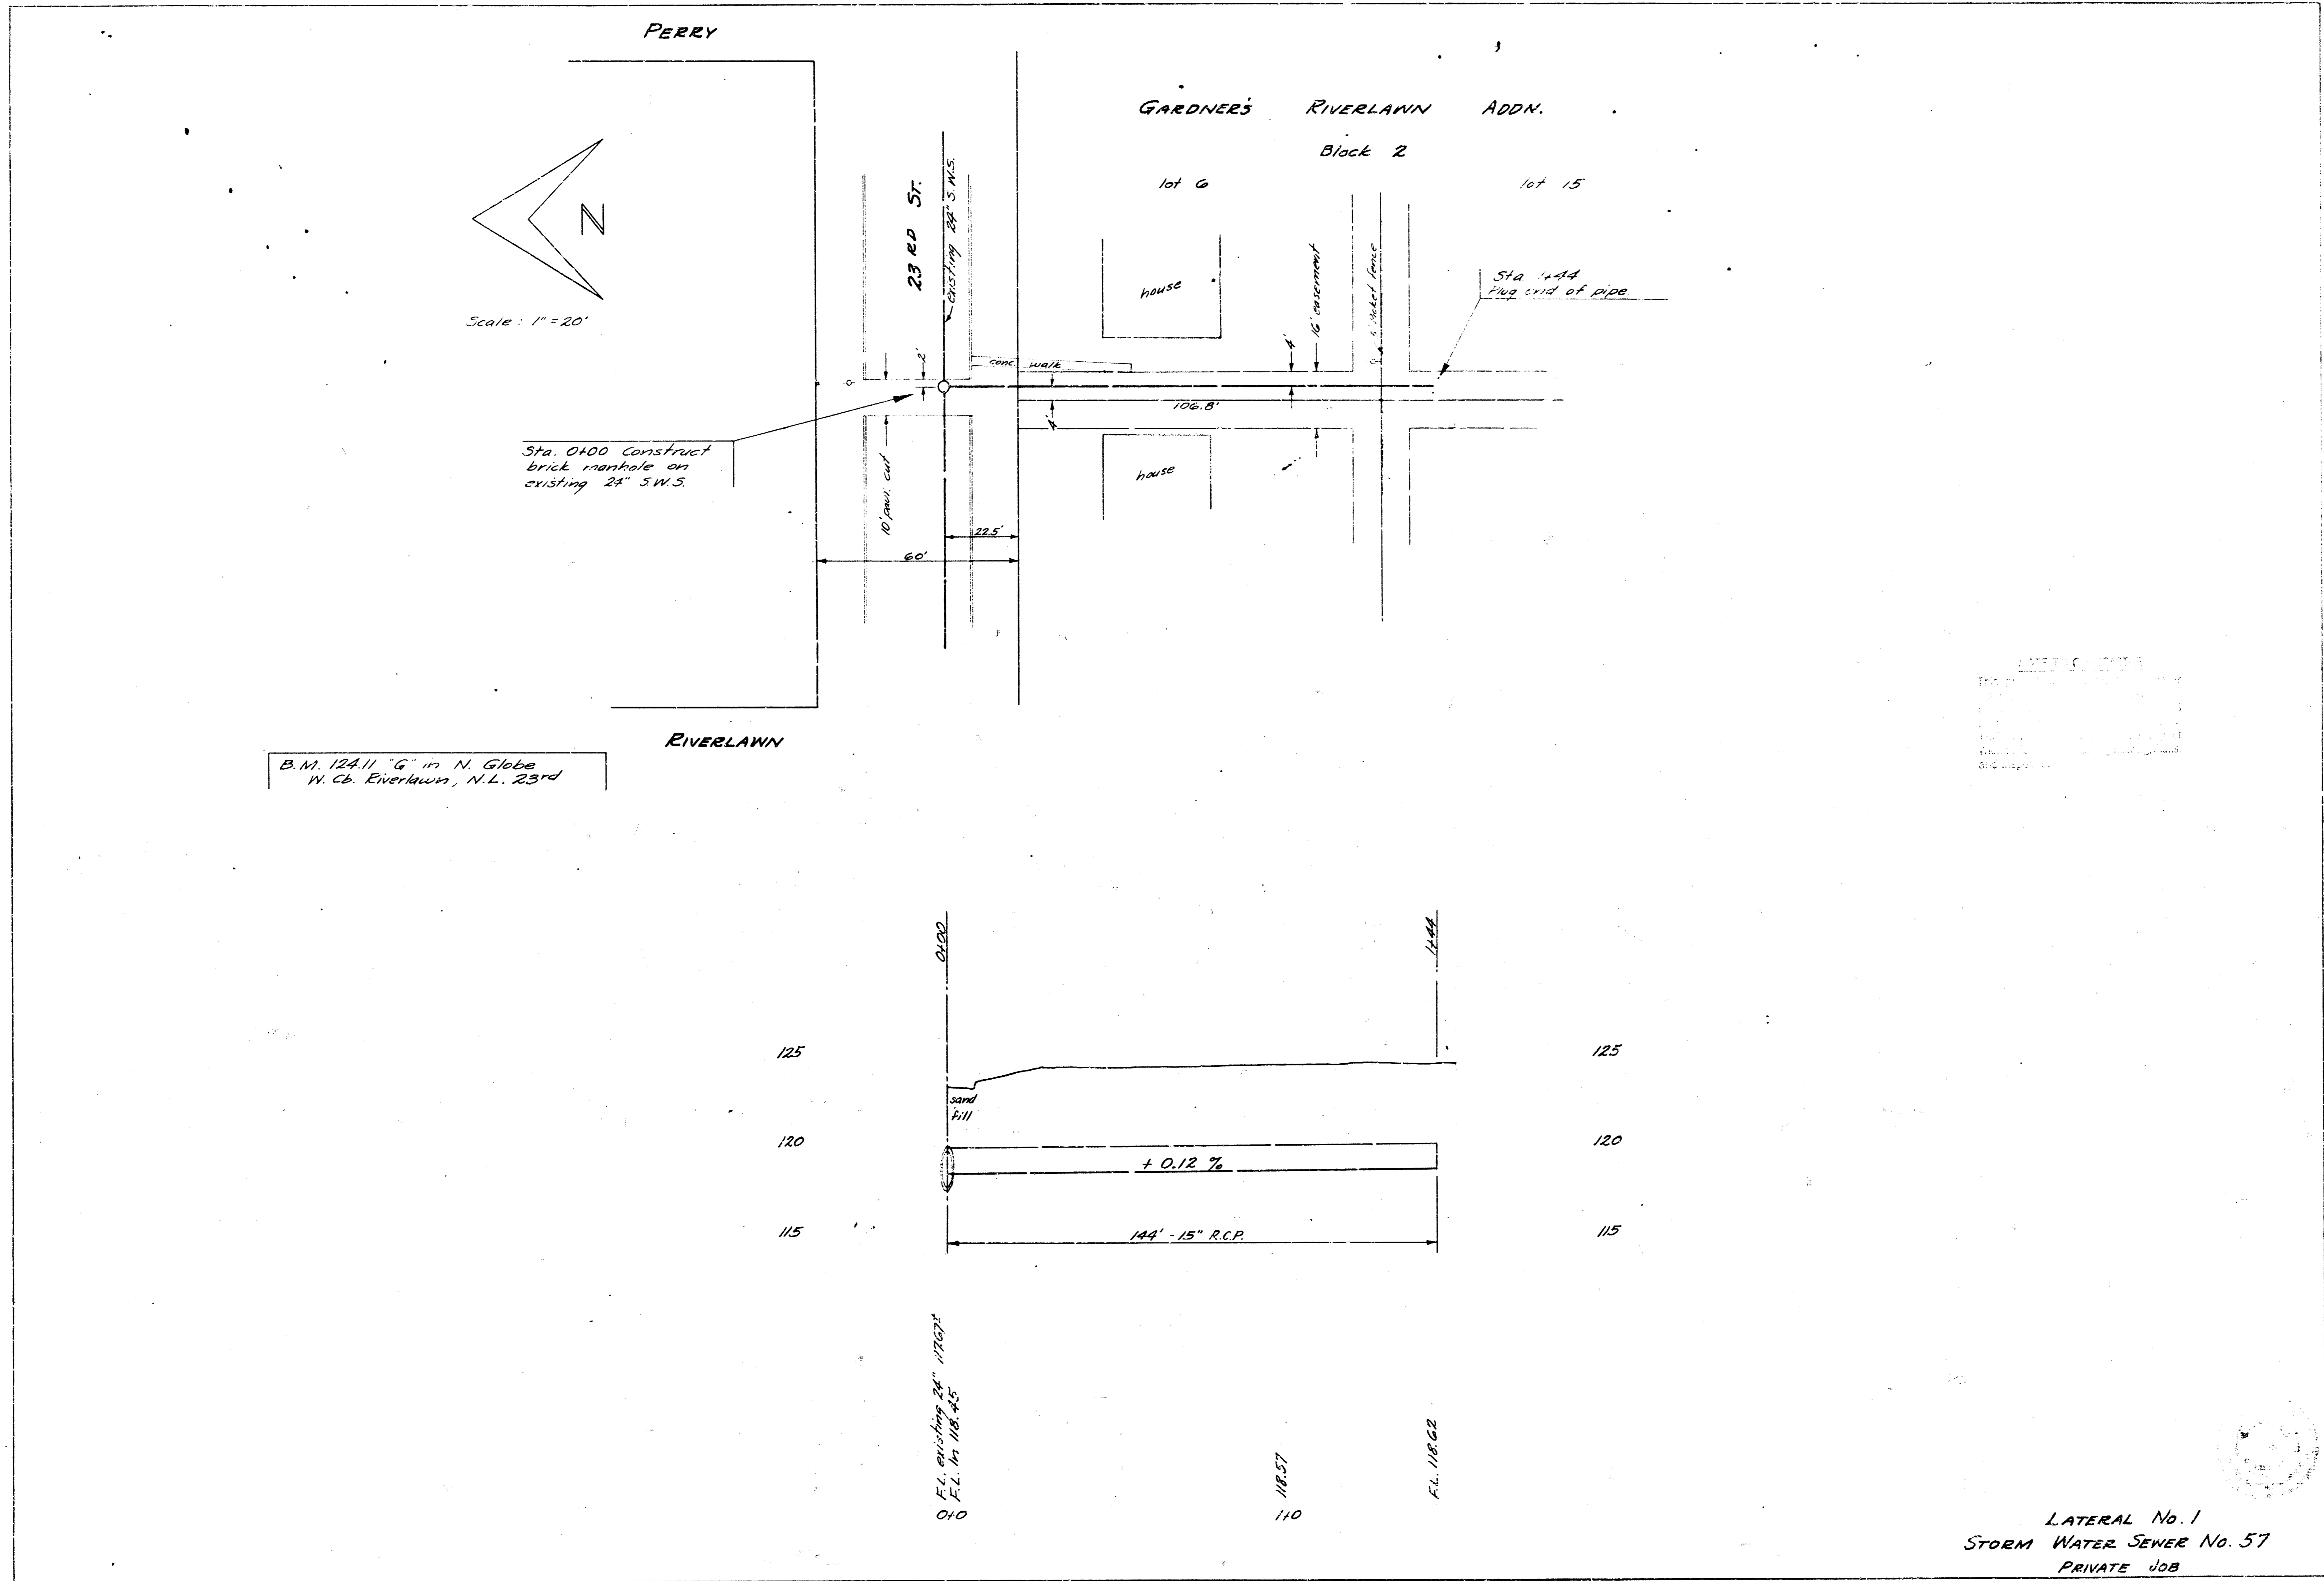 PERRY
GARDNER'S RIVERLAWN ADDN.
Block 2
lot 6
lot 15
N
Scale: 1" = 20'
23 RD ST.
existing 24" S.W.S.
house
16' easement
picket fence
Sta 1+44
Plug end of pipe
2'
conc. walk
4'
106.8'
4'
Sta. 0+00 Construct
brick manhole on
existing 24" S.W.S.
10' pav. cut
house
22.5'
60'
RIVERLAWN
B.M. 124.11 "G" in N. Globe
W. Cb. Riverlawn, N.L. 23rd
0+00
1+44
125
125
sand
fill
120
120
+ 0.12 %
115
115
144' - 15" R.C.P.
F.L. existing 24" 117.67±
F.L. In 118.45
118.57
F.L. 118.62
0+0
1+0
LATERAL No. 1
STORM WATER SEWER No. 57
PRIVATE JOB